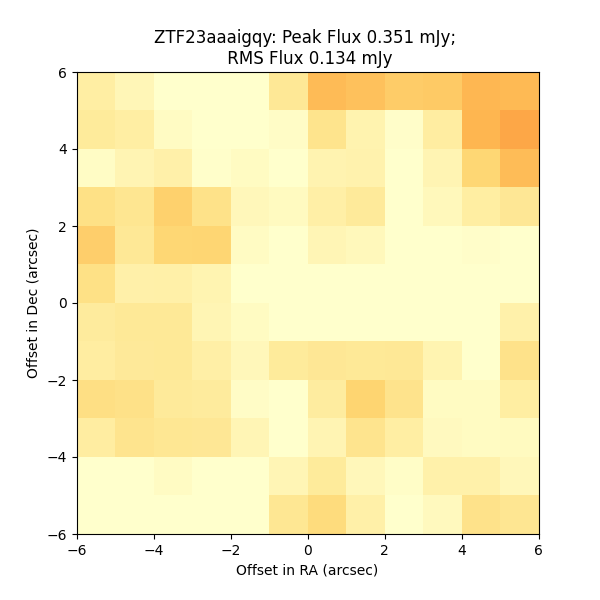 ZTF23aaaigqy: Peak Flux 0.351 mJy;
RMS Flux 0.134 mJy
6
4
2
0
−2
−4
−6
Offset in Dec (arcsec)
−6 −4 −2 0 2 4 6
Offset in RA (arcsec)